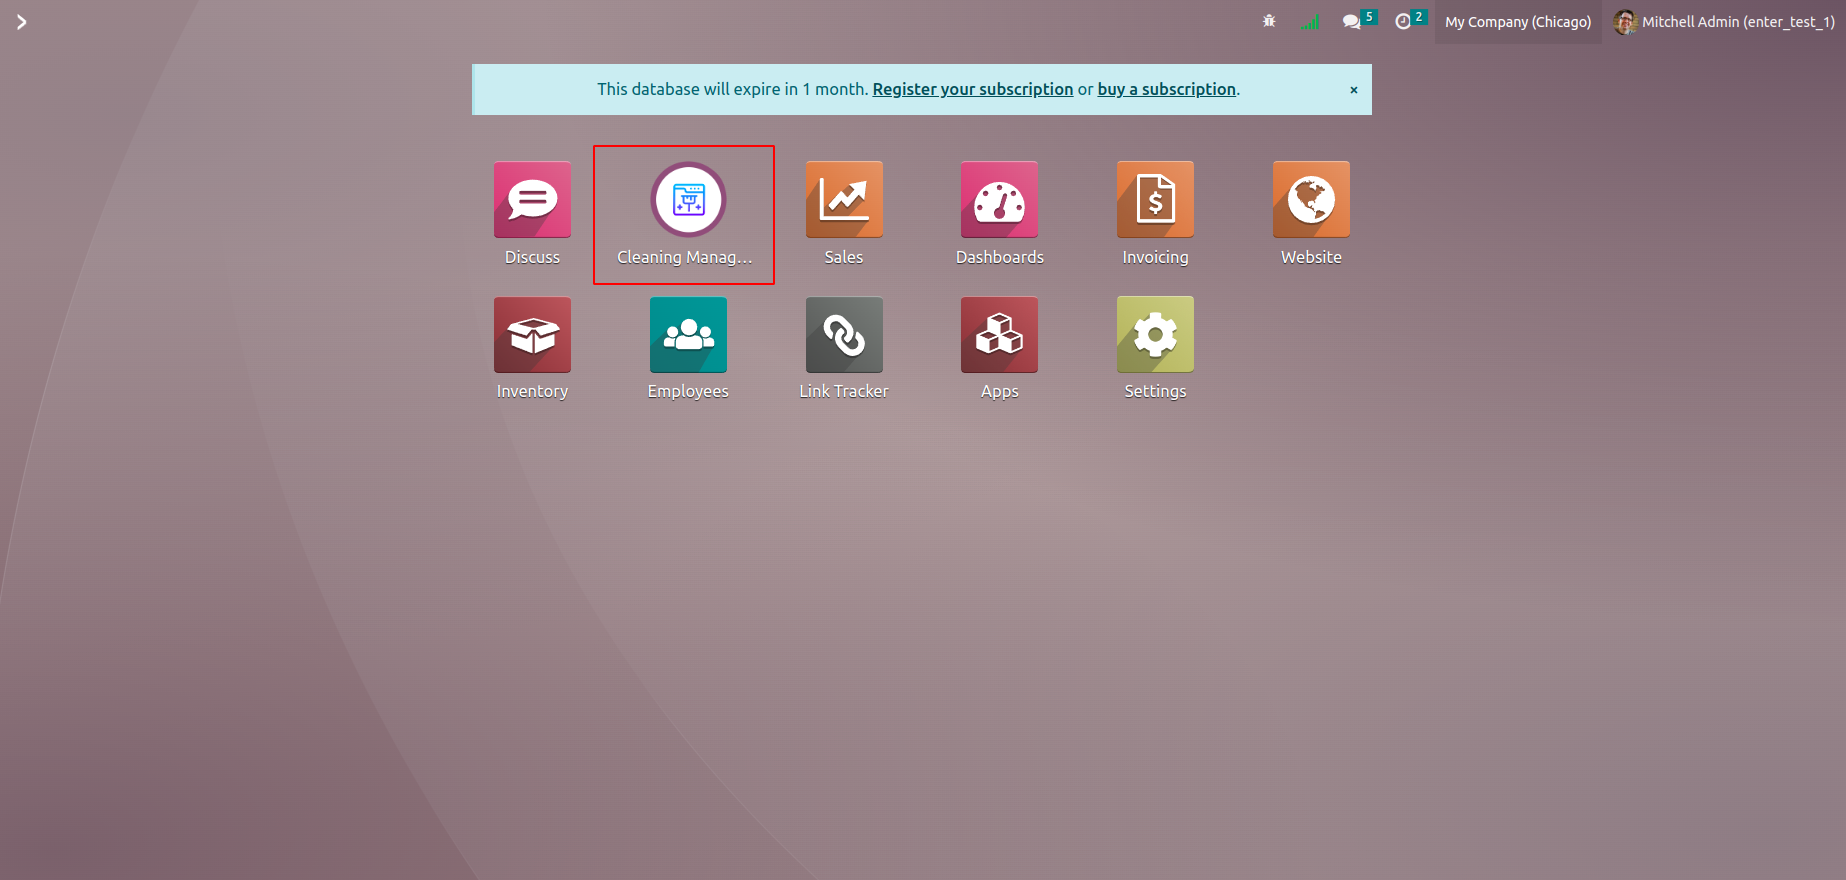 5
2
My Company (Chicago)
Mitchell Admin (enter_test_1)
This database will expire in 1 month. Register your subscription or buy a subscription.
×
Discuss
Cleaning Manag...
Sales
Dashboards
Invoicing
Website
Inventory
Employees
Link Tracker
Apps
Settings